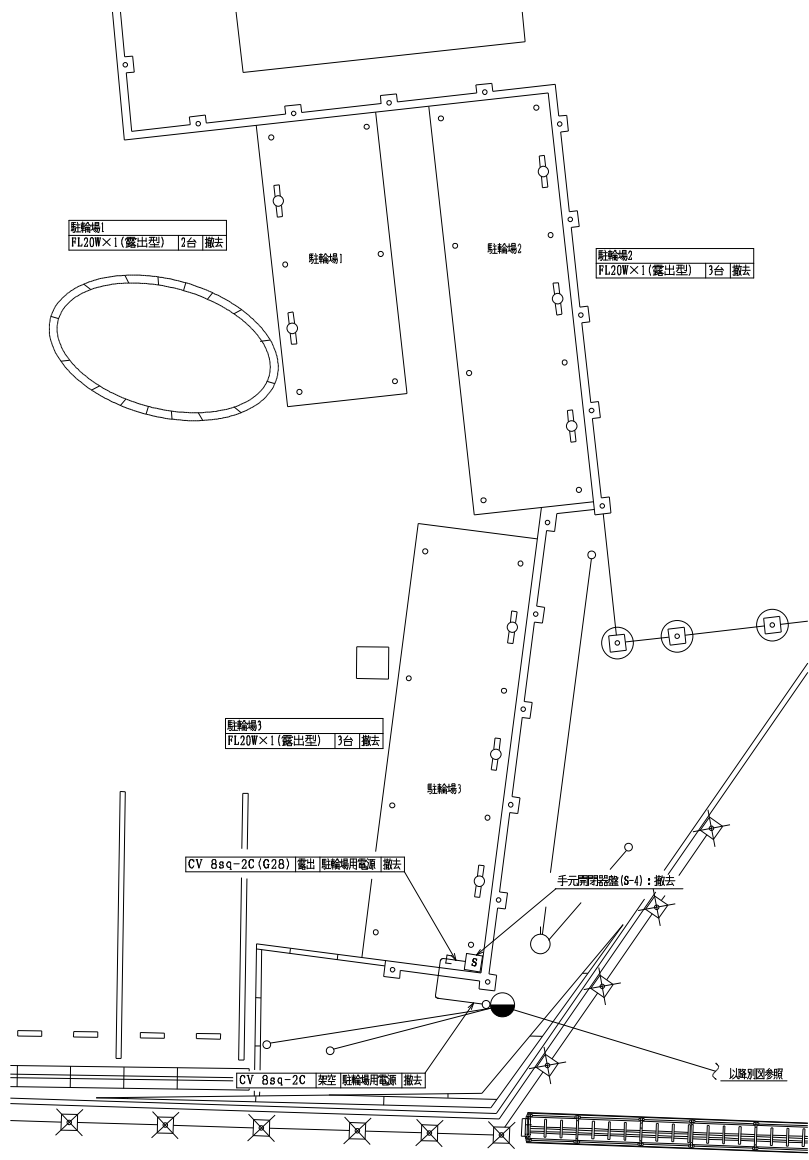 駐輪場1
FL20W×1(露出型) 2台 撤去
駐輪場1
駐輪場2
駐輪場2
FL20W×1(露出型) 3台 撤去
駐輪場3
FL20W×1(露出型) 3台 撤去
駐輪場3
CV 8sq-2C(G28) 露出 駐輪場用電源 撤去
手元開閉器盤(S-4):撤去
S
CV 8sq-2C 架空 駐輪場用電源 撤去
以降別図参照